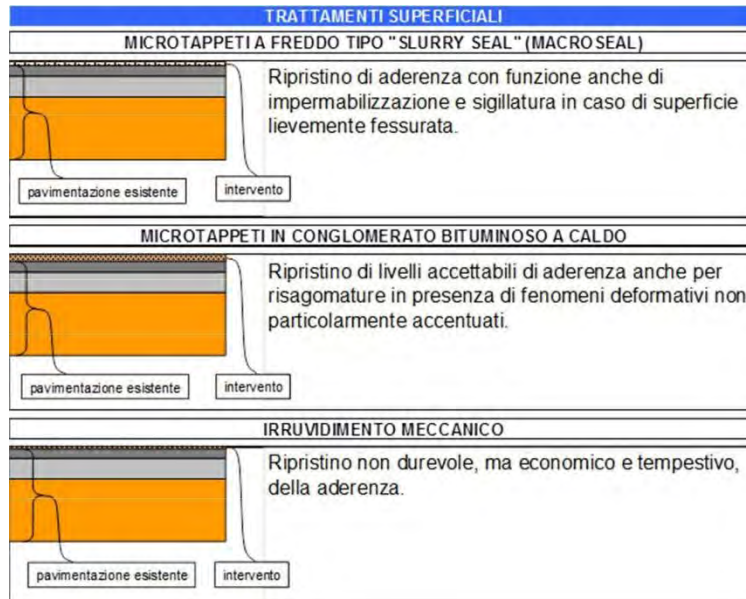 TRATTAMENTI SUPERFICIALI
MICROTAPPETI A FREDDO TIPO "SLURRY SEAL" (MACROSEAL)
Ripristino di aderenza con funzione anche di
impermabilizzazione e sigillatura in caso di superficie
lievemente fessurata.
pavimentazione esistente
intervento
MICROTAPPETI IN CONGLOMERATO BITUMINOSO A CALDO
Ripristino di livelli accettabili di aderenza anche per
risagomature in presenza di fenomeni deformativi non
particolarmente accentuati.
pavimentazione esistente
intervento
IRRUVIDIMENTO MECCANICO
Ripristino non durevole, ma economico e tempestivo,
della aderenza.
pavimentazione esistente
intervento